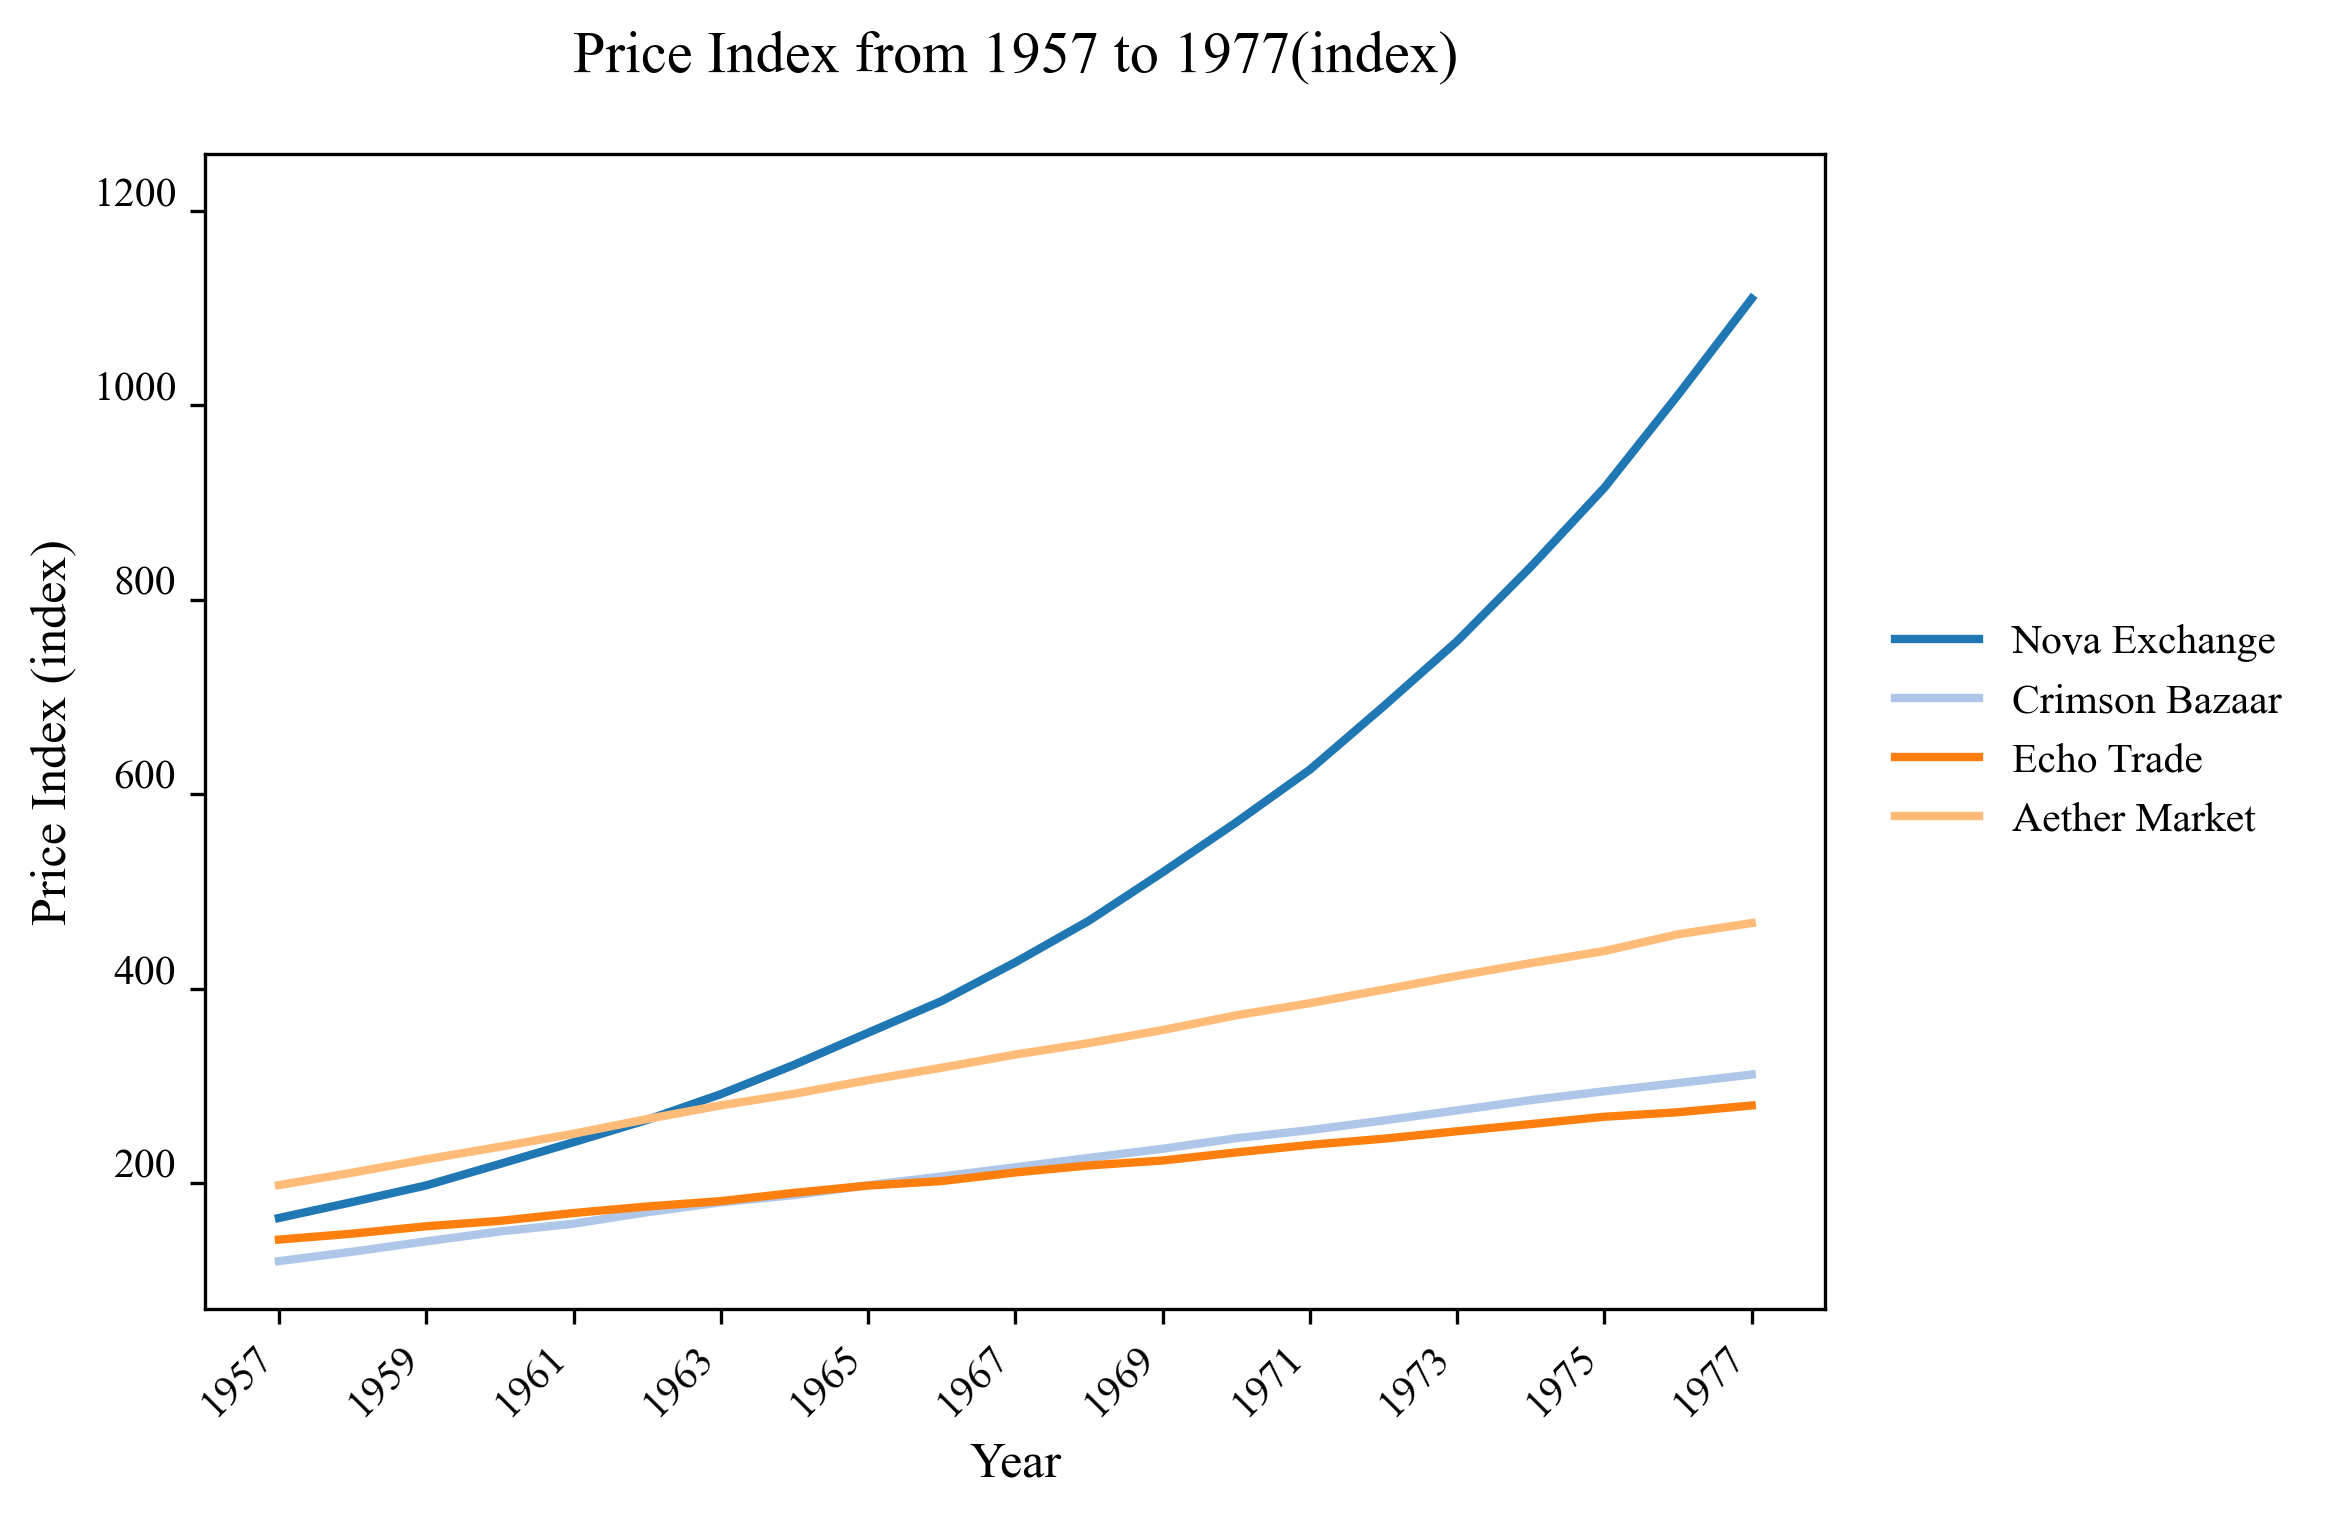 Price Index from 1957 to 1977(index)
Price Index (index)
1200
1000
800
600
400
200
1957
1959
1961
1963
1965
1967
1969
1971
1973
1975
1977
Year
Nova Exchange
Crimson Bazaar
Echo Trade
Aether Market